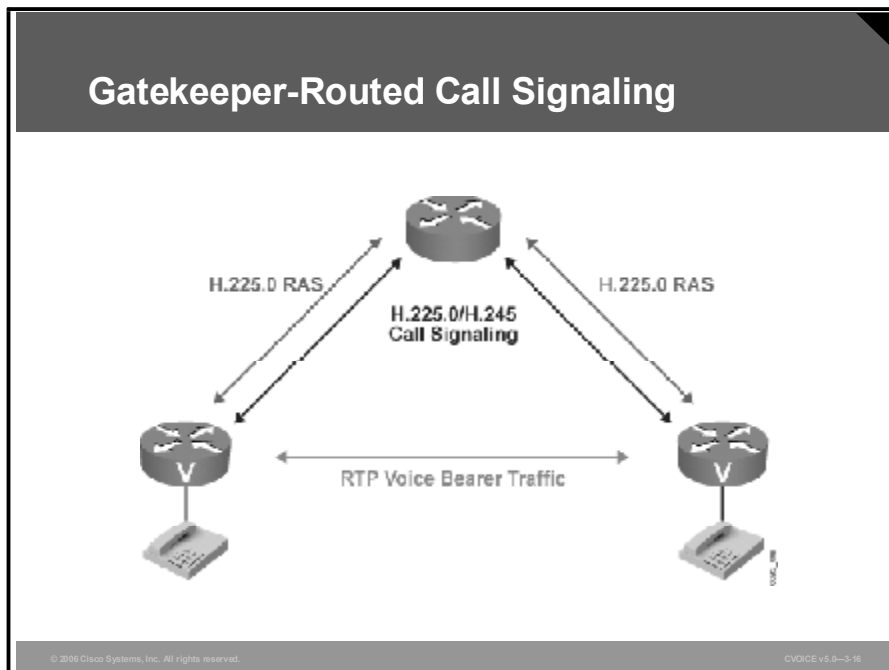 Gatekeeper-Routed Call Signaling
H.225.0 RAS
H.225.0 RAS
H.225.0/H.245
Call Signaling
V
V
RTP Voice Bearer Traffic
© 2006 Cisco Systems, Inc. All rights reserved.
CVOICE v5.0—3-16